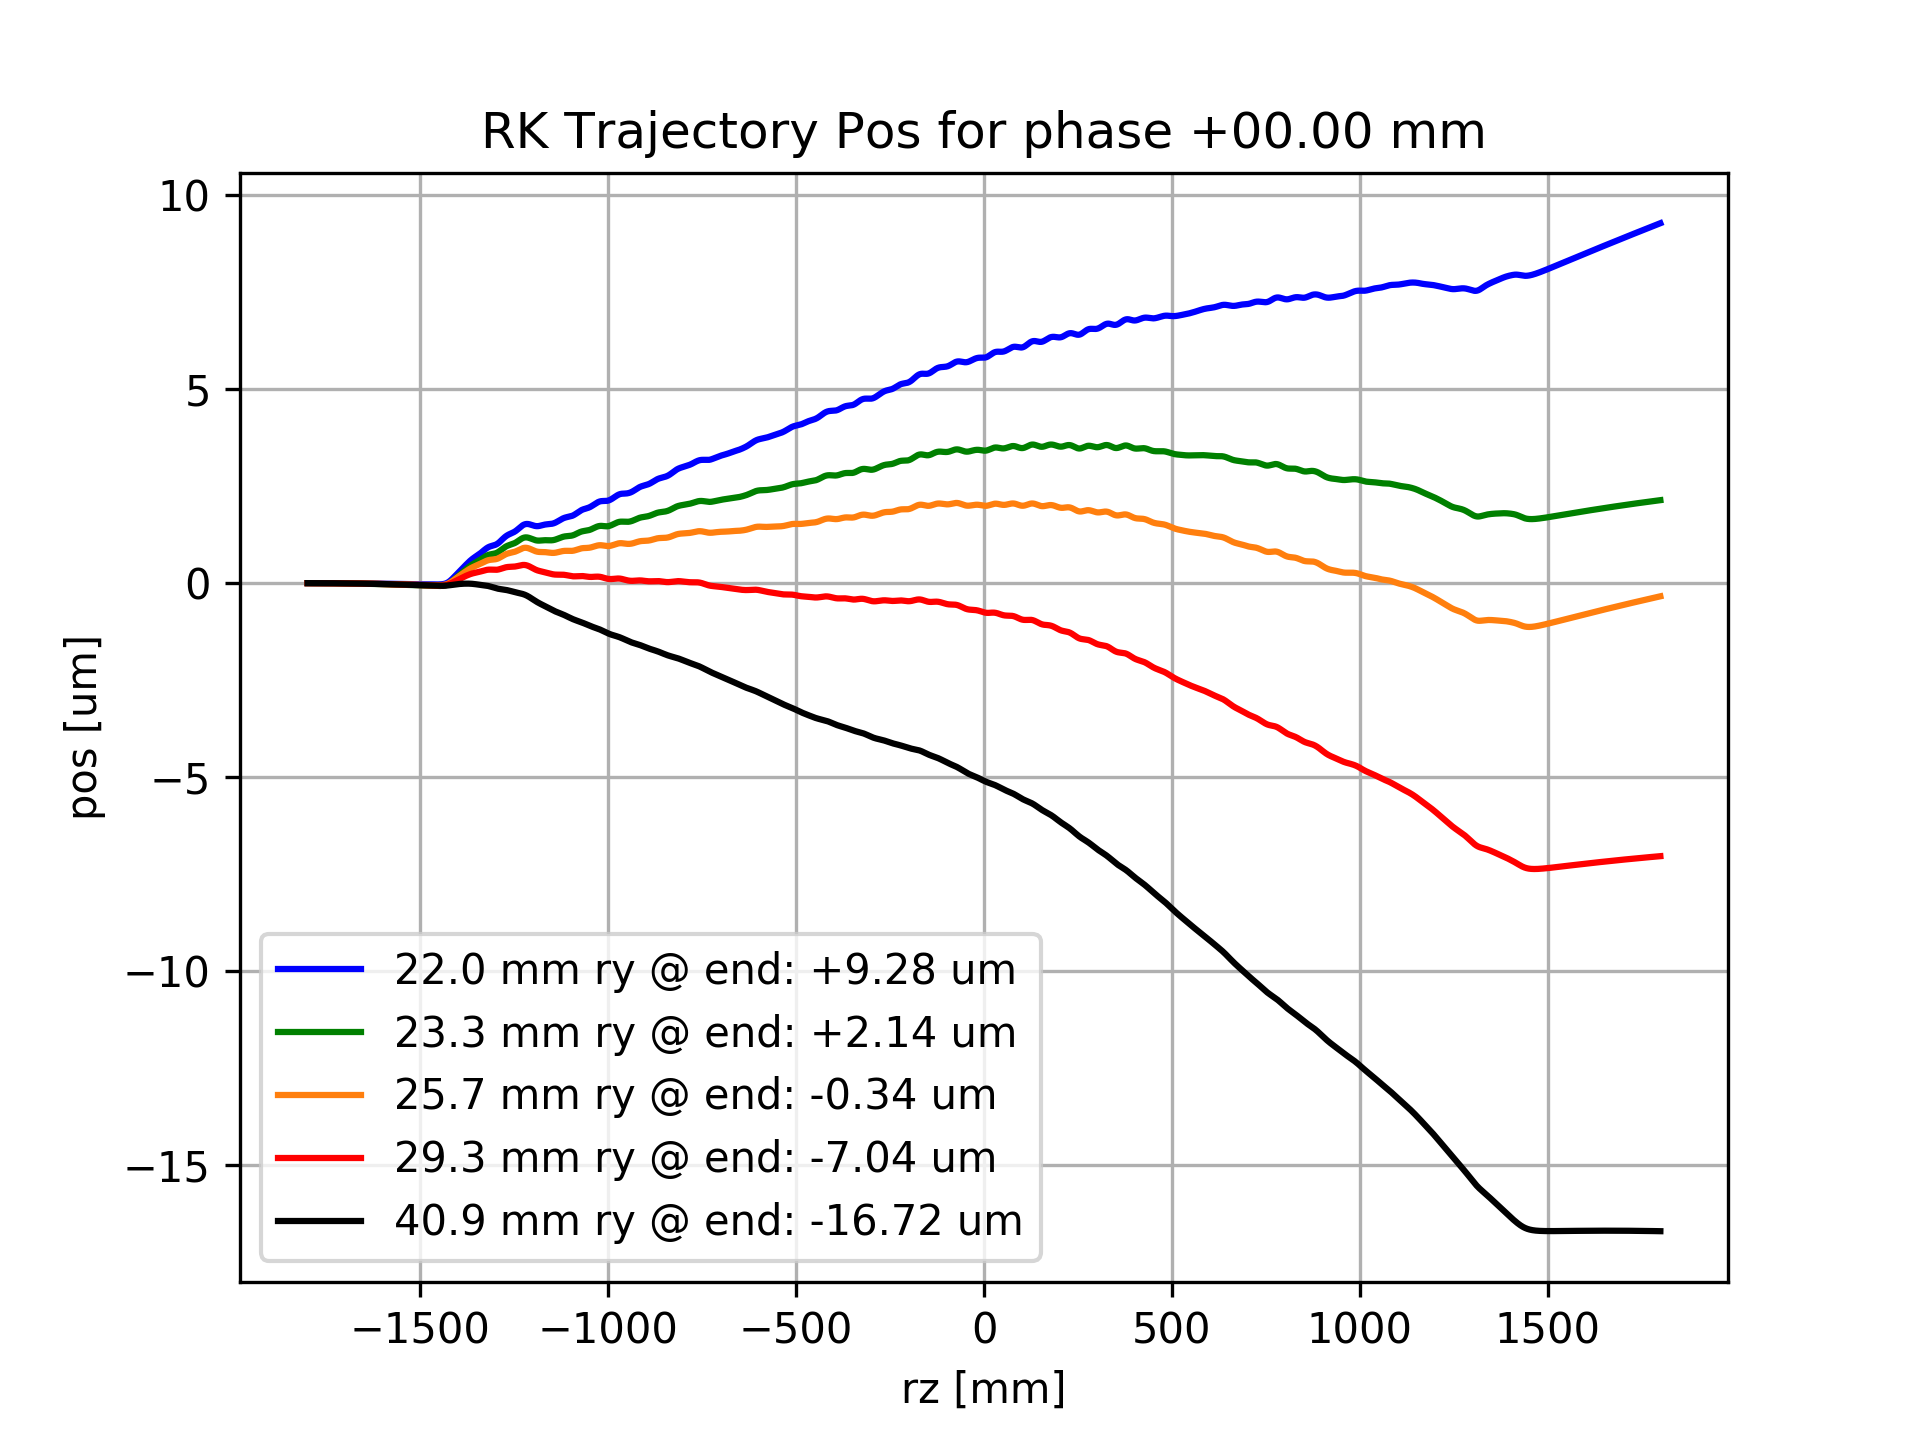 RK Trajectory Pos for phase +00.00 mm
10
5
0
−5
−10
−15
pos [um]
22.0 mm ry @ end: +9.28 um
23.3 mm ry @ end: +2.14 um
25.7 mm ry @ end: -0.34 um
29.3 mm ry @ end: -7.04 um
40.9 mm ry @ end: -16.72 um
−1500 −1000 −500 0 500 1000 1500
rz [mm]